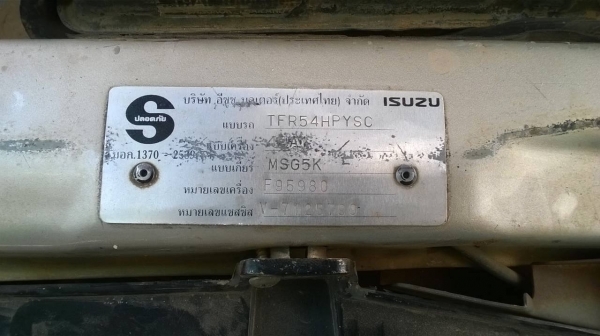 บริษัท อีซูซุมอเตอร์(ประเทศไทย) จำกัด ISUZU
S
ปลอดภัย
แบบรถ TFR54HPYSC
มอก.1370 - 2539
แบบเครื่อง
แบบเกียร์ MSG5K
หมายเลขเครื่อง
หมายเลขแชสซีส